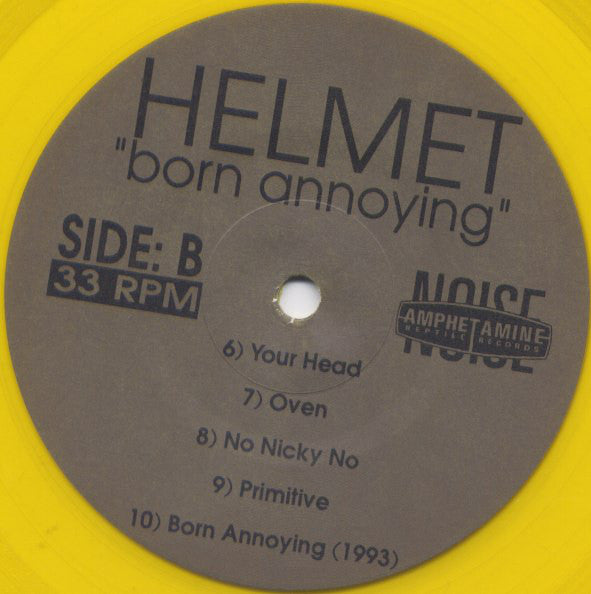 HELMET
"born annoying"
SIDE: B
33 RPM
NOISE
AMPHETAMINE
REPTILE RECORDS
NOISE
6) Your Head
7) Oven
8) No Nicky No
9) Primitive
10) Born Annoying (1993)